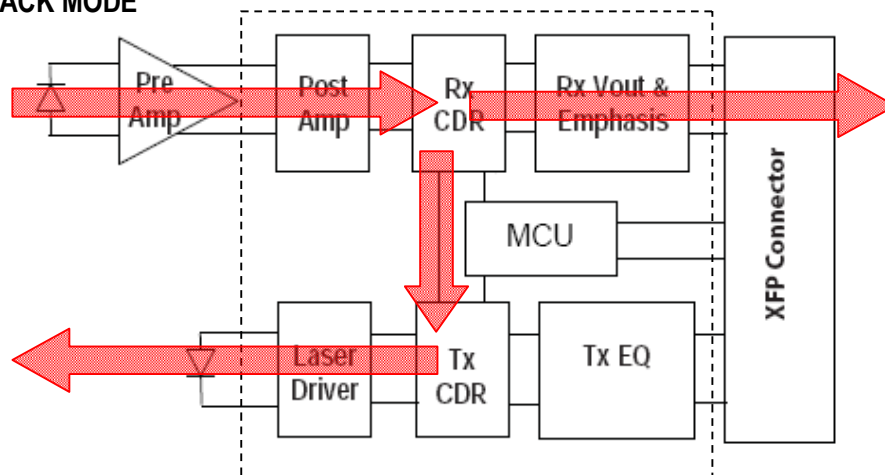 ACK MODE
Pre
Amp
Post
Amp
Rx
CDR
Rx Vout &
Emphasis
MCU
XFP Connector
Laser
Driver
Tx
CDR
Tx EQ